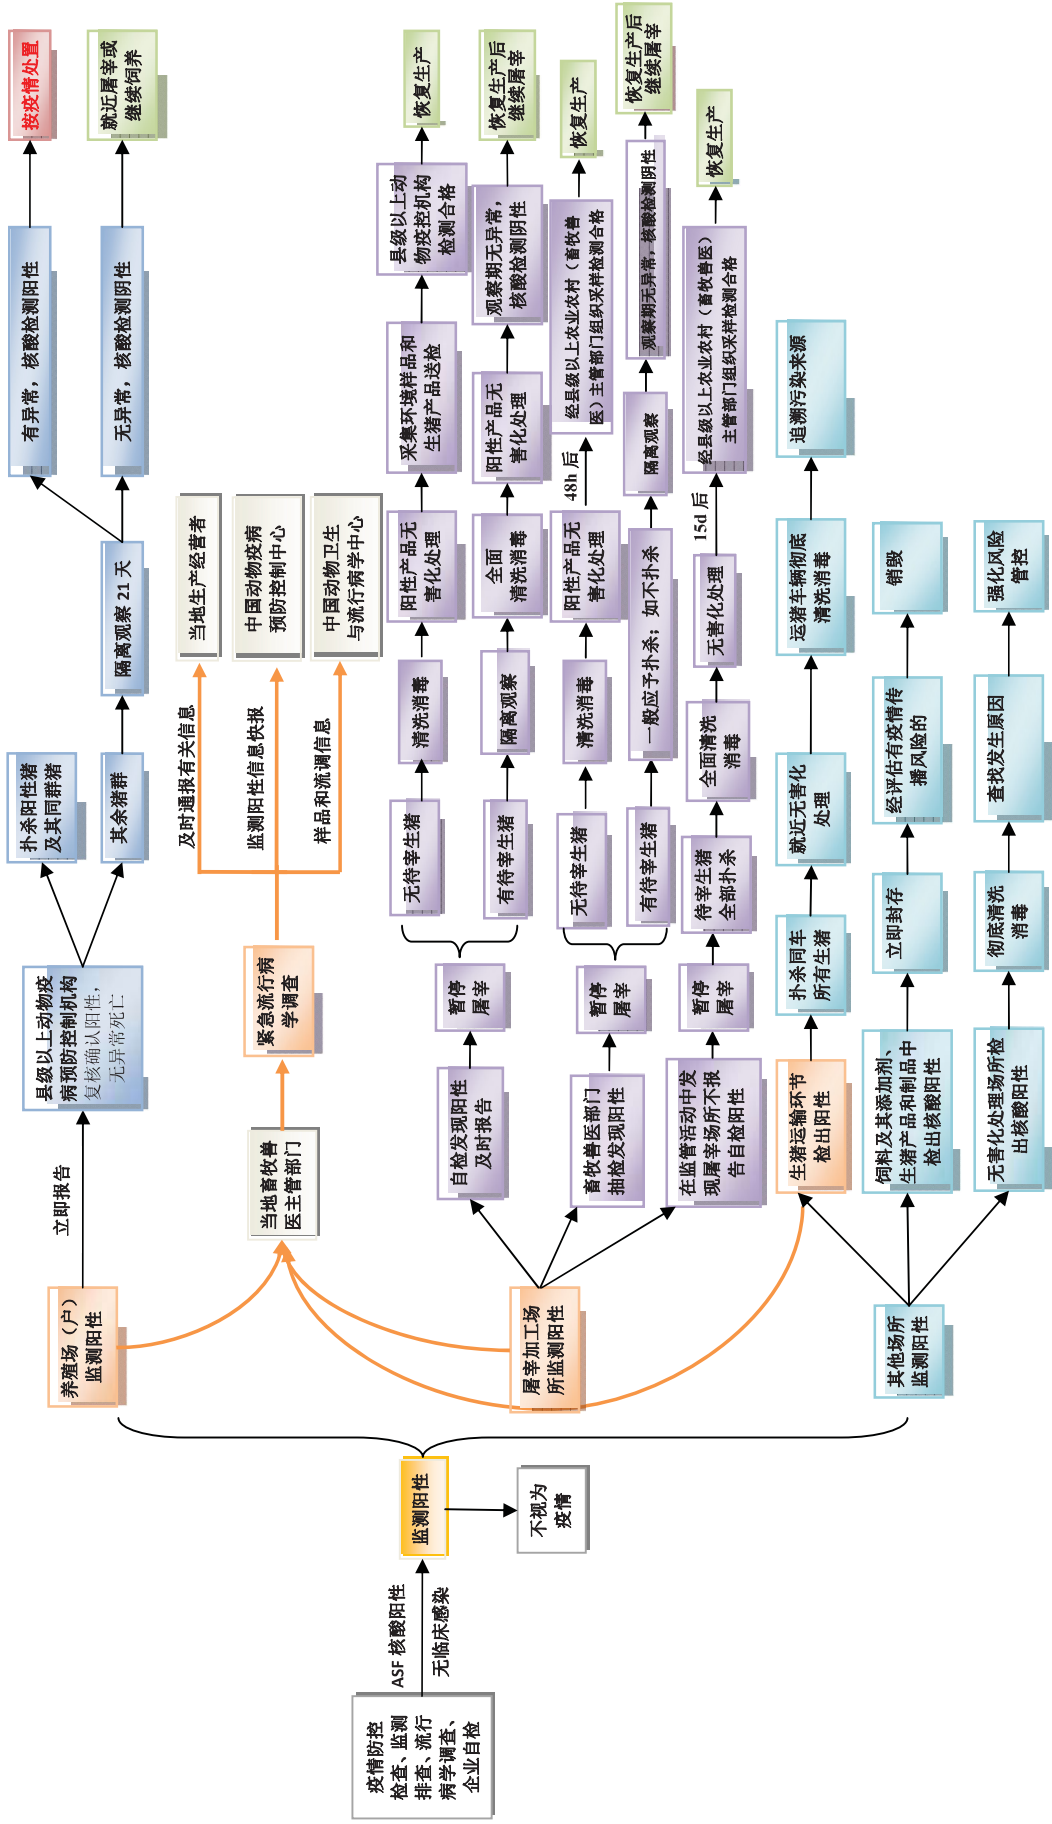 疫情防控
检查、监测
排查、流行
病学调查、
企业自检
ASF 核酸阳性
无临床感染
监测阳性
不视为
疫情
养殖场（户）
监测阳性
立即报告
县级以上动物疫
病预防控制机构
复核确认阳性，
无异常死亡
扑杀阳性猪
及其同群猪
其余猪群
隔离观察 21 天
有异常，核酸检测阳性
按疫情处置
无异常，核酸检测阴性
就近屠宰或
继续饲养
当地畜牧兽
医主管部门
紧急流行病
学调查
及时通报有关信息
当地生产经营者
监测阳性信息快报
中国动物疫病
预防控制中心
样品和流调信息
中国动物卫生
与流行病学中心
屠宰加工场
所监测阳性
自检发现阳性
及时报告
暂停
屠宰
无待宰生猪
清洗消毒
阳性产品无
害化处理
采集环境样品和
生猪产品送检
县级以上动
物疫控机构
检测合格
恢复生产
有待宰生猪
隔离观察
全面
清洗消毒
阳性产品无
害化处理
观察期无异常，
核酸检测阴性
恢复生产后
继续屠宰
畜牧兽医部门
抽检发现阳性
暂停
屠宰
无待宰生猪
清洗消毒
阳性产品无
害化处理
48h 后
经县级以上农业农村（畜牧兽
医）主管部门组织采样检测合格
恢复生产
有待宰生猪
一般应予扑杀；如不扑杀
隔离观察
观察期无异常，核酸检测阴性
恢复生产后
继续屠宰
在监管活动中发
现屠宰场所不报
告自检阳性
暂停
屠宰
待宰生猪
全部扑杀
全面清洗
消毒
无害化处理
15d 后
经县级以上农业农村（畜牧兽医）
主管部门组织采样检测合格
恢复生产
生猪运输环节
检出阳性
扑杀同车
所有生猪
就近无害化
处理
运猪车辆彻底
清洗消毒
追溯污染来源
其他场所
监测阳性
饲料及其添加剂、
生猪产品和制品中
检出核酸阳性
立即封存
经评估有疫情传
播风险的
销毁
无害化处理场所检
出核酸阳性
彻底清洗
消毒
查找发生原因
强化风险
管控